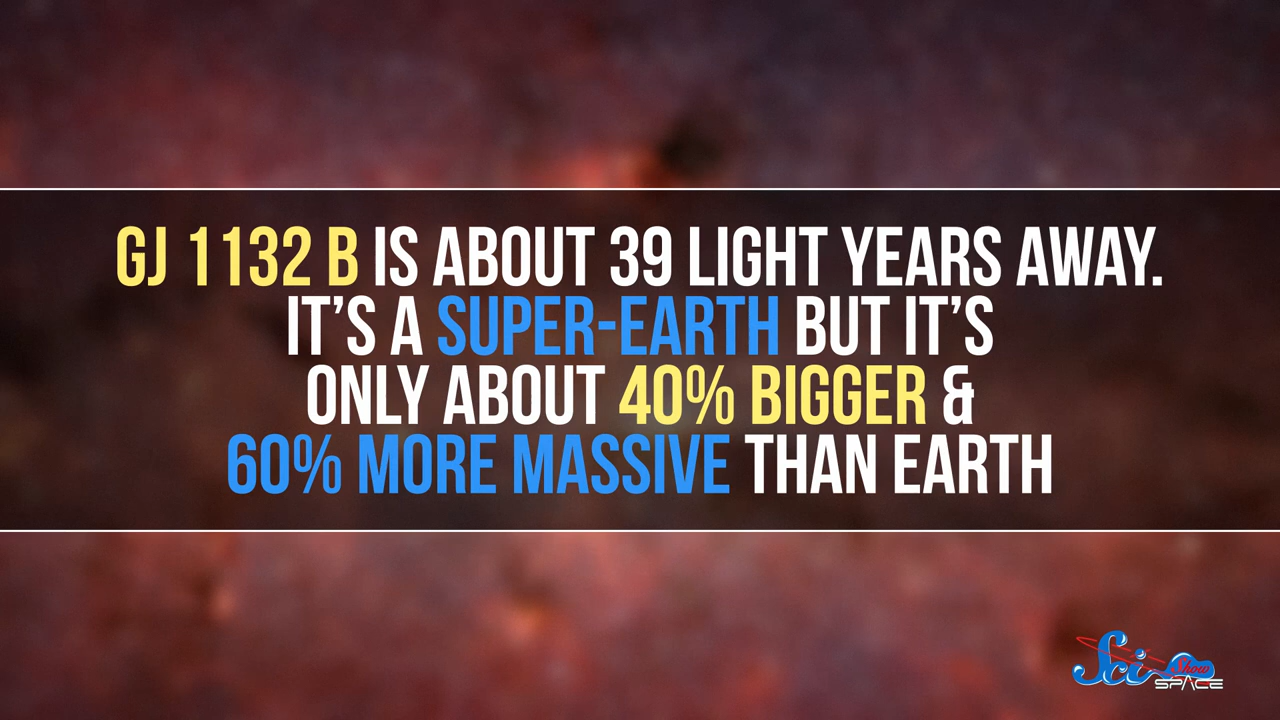 GJ 1132 B IS ABOUT 39 LIGHT YEARS AWAY.
IT'S A SUPER-EARTH BUT IT'S
ONLY ABOUT 40% BIGGER &
60% MORE MASSIVE THAN EARTH
Sci Show
SPACE